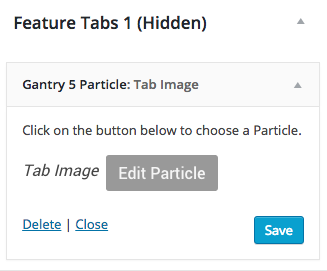 Feature Tabs 1 (Hidden)
Gantry 5 Particle: Tab Image
Click on the button below to choose a Particle.
Tab Image Edit Particle
Delete | Close Save